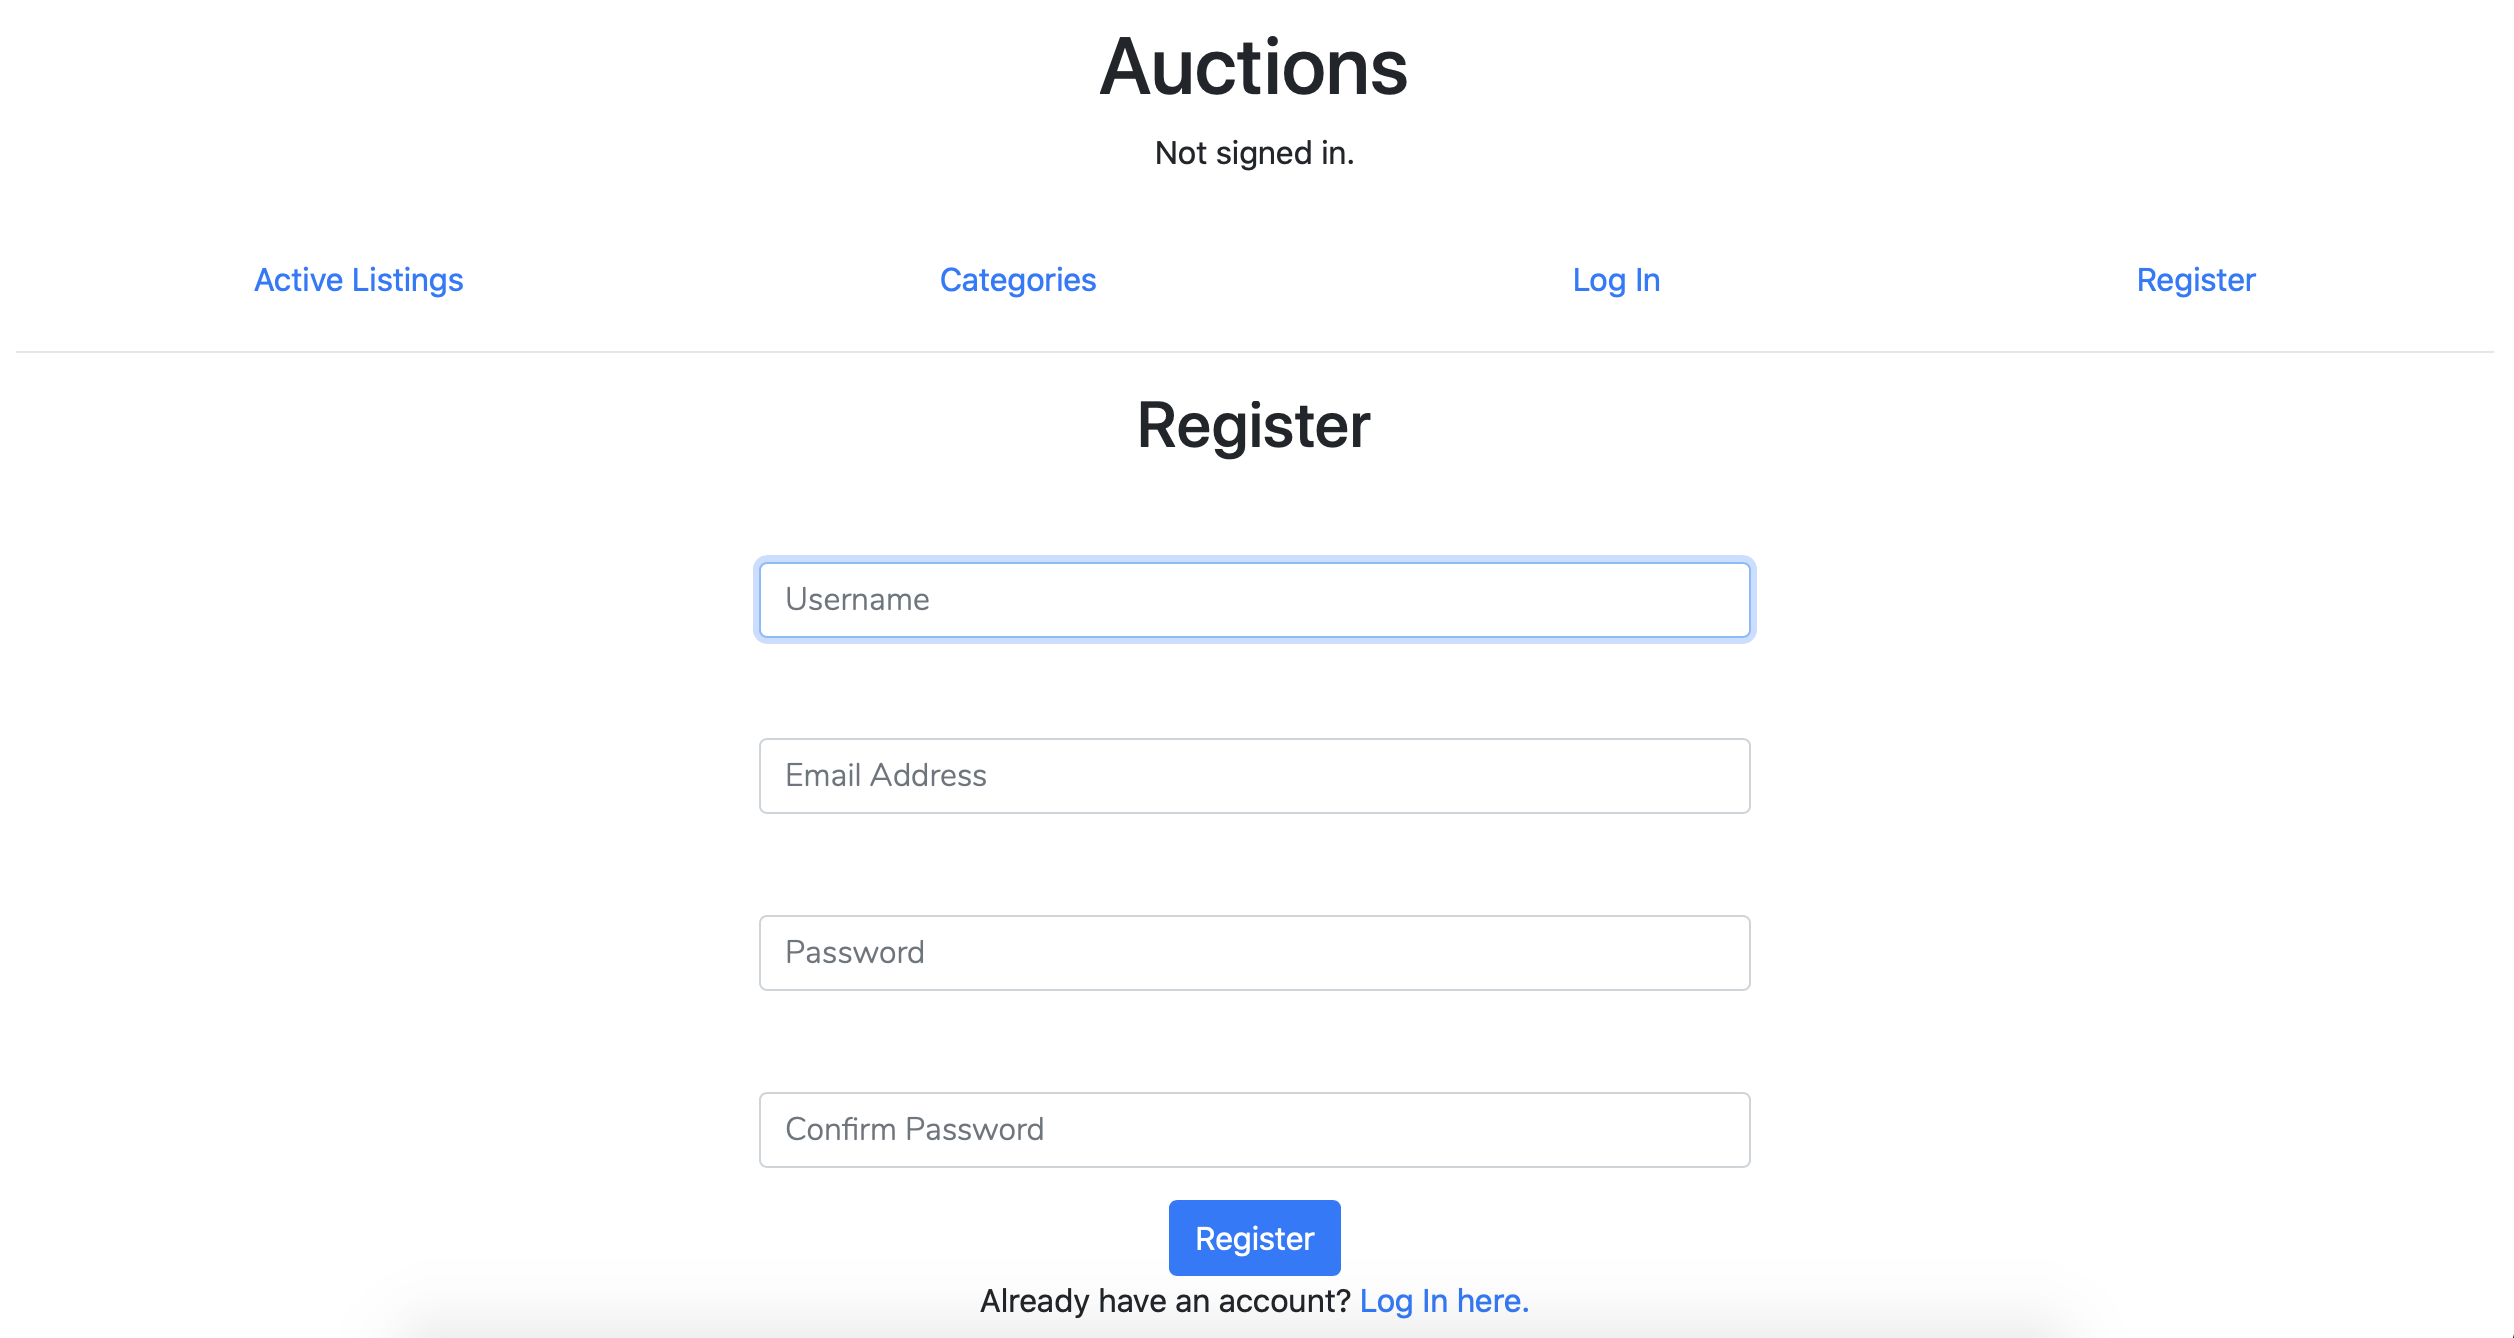 Auctions
Not signed in.
Active Listings Categories Log In Register
Register
Username
Email Address
Password
Confirm Password
Register
Already have an account? Log In here.